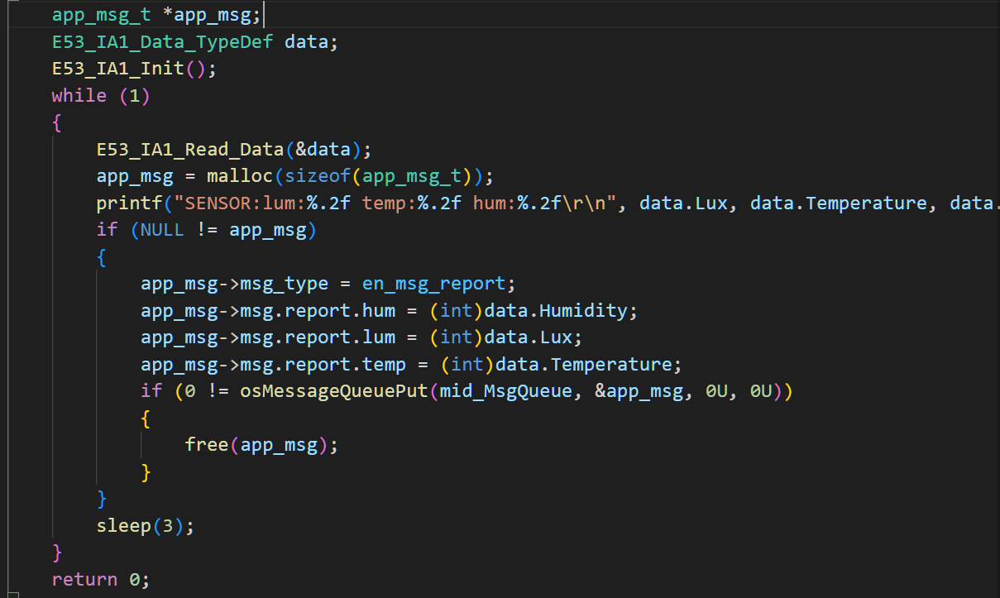 app_msg_t *app_msg;
E53_IA1_Data_TypeDef data;
E53_IA1_Init();
while (1)
{
E53_IA1_Read_Data(&data);
app_msg = malloc(sizeof(app_msg_t));
printf("SENSOR:lum:%.2f temp:%.2f hum:%.2f\r\n", data.Lux, data.Temperature, data.
if (NULL != app_msg)
{
app_msg->msg_type = en_msg_report;
app_msg->msg.report.hum = (int)data.Humidity;
app_msg->msg.report.lum = (int)data.Lux;
app_msg->msg.report.temp = (int)data.Temperature;
if (0 != osMessageQueuePut(mid_MsgQueue, &app_msg, 0U, 0U))
{
free(app_msg);
}
}
sleep(3);
}
return 0;